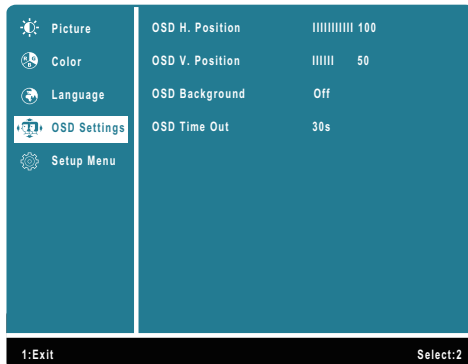 Picture
Color
Language
OSD Settings
Setup Menu
OSD H. Position 100
OSD V. Position 50
OSD Background Off
OSD Time Out 30s
1:Exit Select:2